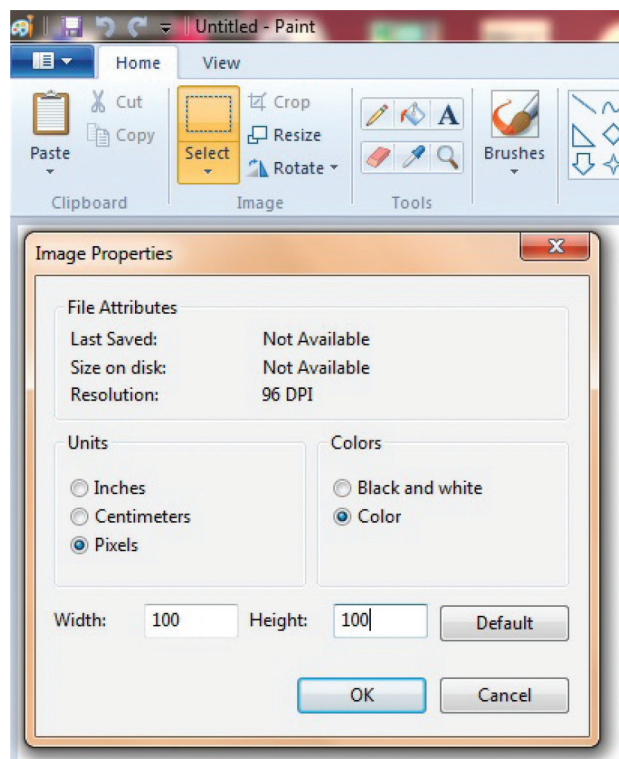 Untitled - Paint
Home View
Cut
Copy
Paste
Clipboard
Select
Crop
Resize
Rotate
Image
A
Tools
Brushes
Image Properties
File Attributes
Last Saved: Not Available
Size on disk: Not Available
Resolution: 96 DPI
Units
Inches
Centimeters
Pixels
Colors
Black and white
Color
Width: 100 Height: 100 Default
OK Cancel